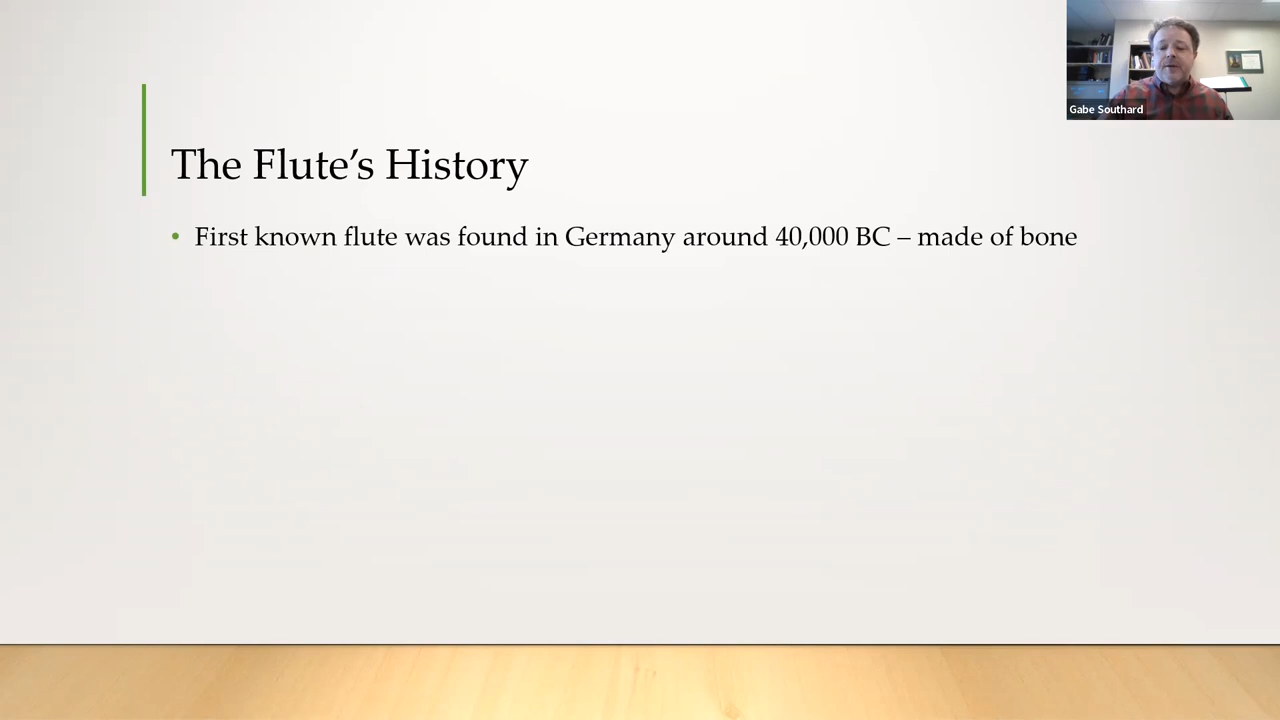 Gabe Southard
The Flute’s History
• First known flute was found in Germany around 40,000 BC – made of bone